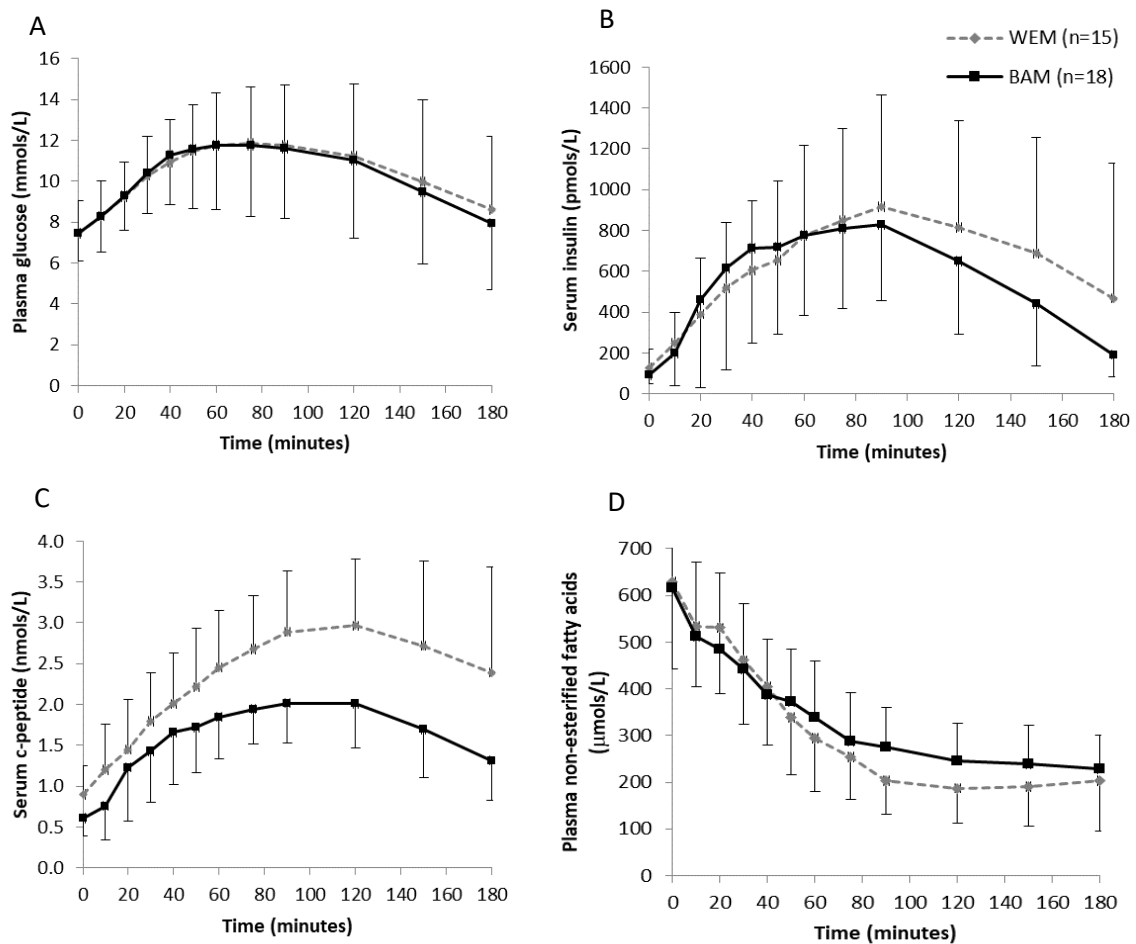 A
B
WEM (n=15)
BAM (n=18)
Plasma glucose (mmols/L)
16
14
12
10
8
6
4
2
0
0 20 40 60 80 100 120 140 160 180
Time (minutes)
Serum insulin (pmols/L)
1600
1400
1200
1000
800
600
400
200
0
0 20 40 60 80 100 120 140 160 180
Time (minutes)
C
D
Serum c-peptide (nmols/L)
4.0
3.5
3.0
2.5
2.0
1.5
1.0
0.5
0.0
0 20 40 60 80 100 120 140 160 180
Time (minutes)
Plasma non-esterified fatty acids
(μmols/L)
700
600
500
400
300
200
100
0
0 20 40 60 80 100 120 140 160 180
Time (minutes)